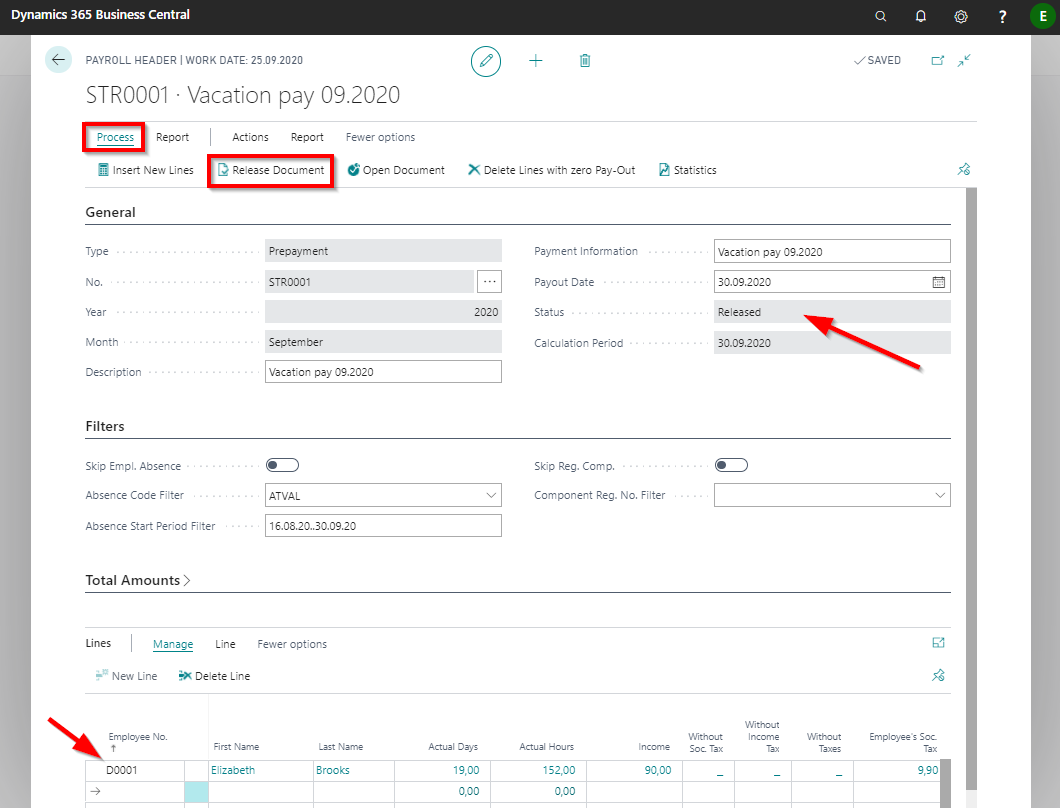 Dynamics 365 Business Central
?
E
PAYROLL HEADER | WORK DATE: 25.09.2020
SAVED
STR0001 · Vacation pay 09.2020
Process Report Actions Report Fewer options
Insert New Lines Release Document Open Document Delete Lines with zero Pay-Out Statistics
General
Type Prepayment Payment Information Vacation pay 09.2020
No. STR0001 ... Payout Date 30.09.2020
Year 2020 Status Released
Month September Calculation Period 30.09.2020
Description Vacation pay 09.2020
Filters
Skip Empl. Absence Skip Reg. Comp.
Absence Code Filter ATVAL Component Reg. No. Filter
Absence Start Period Filter 16.08.20..30.09.20
Total Amounts
Lines Manage Line Fewer options
New Line Delete Line
Employee No. ↑ First Name Last Name Actual Days Actual Hours Income Without Soc. Tax Without Income Tax Without Taxes Employee's Soc. Tax
D0001 Elizabeth Brooks 19,00 152,00 90,00 _ _ _ 9,90
0,00 0,00